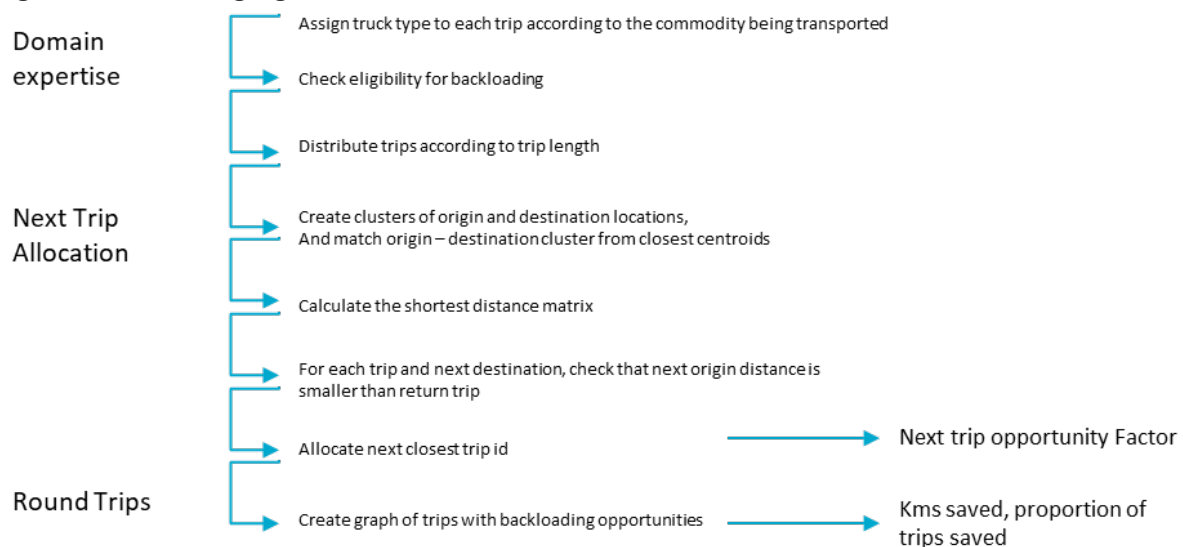 Assign truck type to each trip according to the commodity being transported
Domain
expertise
Check eligibility for backloading
Distribute trips according to trip length
Next Trip
Allocation
Create clusters of origin and destination locations,
And match origin – destination cluster from closest centroids
Calculate the shortest distance matrix
For each trip and next destination, check that next origin distance is
smaller than return trip
Allocate next closest trip id
Next trip opportunity Factor
Round Trips
Create graph of trips with backloading opportunities
Kms saved, proportion of
trips saved